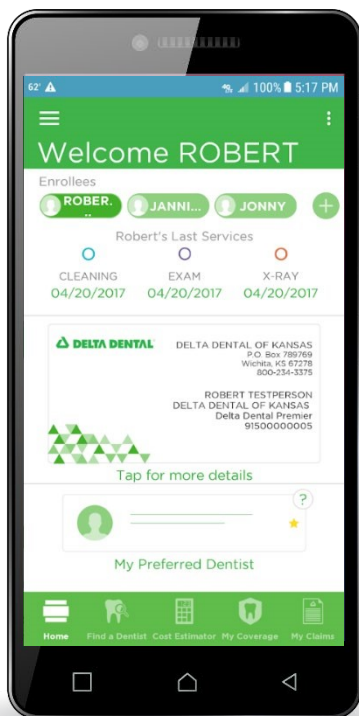 62° 4G 100% 5:17 PM
Welcome ROBERT
Enrollees
ROBER... JANNI... JONNY +
Robert's Last Services
CLEANING EXAM X-RAY
04/20/2017 04/20/2017 04/20/2017
DELTA DENTAL DELTA DENTAL OF KANSAS
P.O. Box 789769
Wichita, KS 67278
800-234-3375
ROBERT TESTPERSON
DELTA DENTAL OF KANSAS
Delta Dental Premier
91500000005
Tap for more details
?
My Preferred Dentist
Home Find a Dentist Cost Estimator My Coverage My Claims